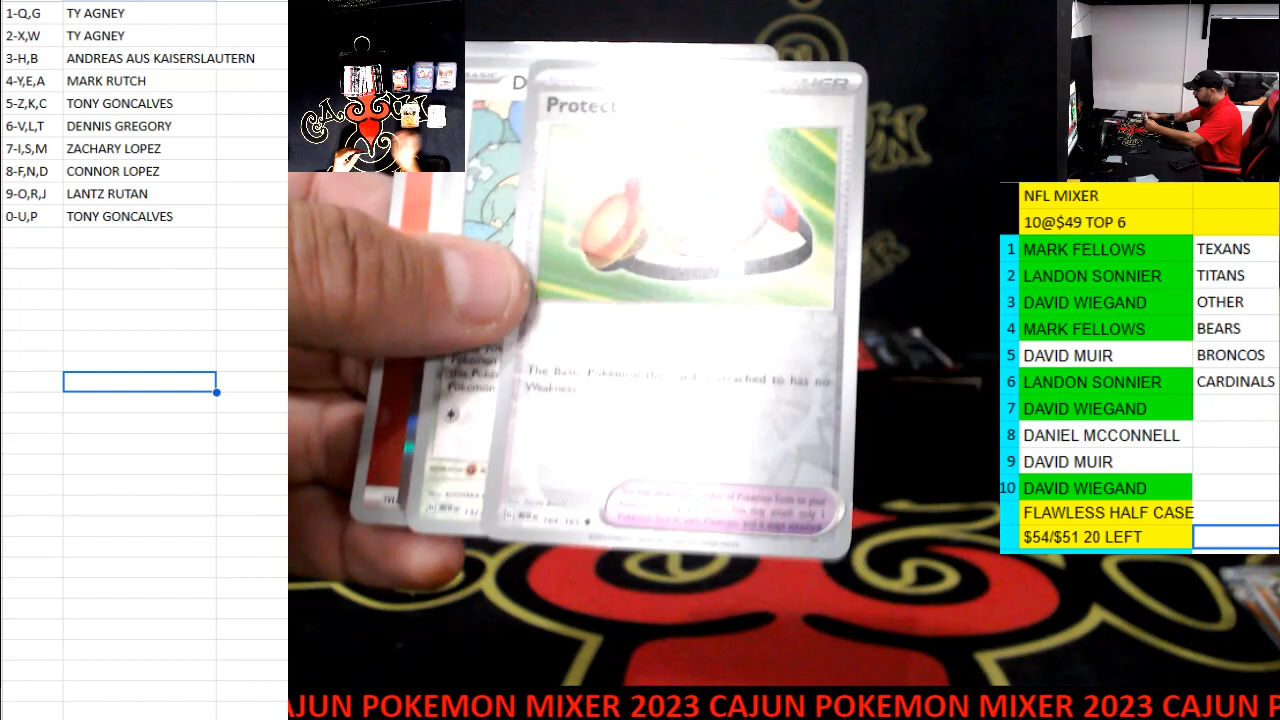 1-Q,G TY AGNEY
2-X,W TY AGNEY
3-H,B ANDREAS AUS KAISERSLAUTERN
4-Y,E,A MARK RUTCH
5-Z,K,C TONY GONCALVES
6-V,L,T DENNIS GREGORY
7-I,S,M ZACHARY LOPEZ
8-F,N,D CONNOR LOPEZ
9-O,R,J LANTZ RUTAN
0-U,P TONY GONCALVES
BASIC
D
Protect
The Basic Pokémon this card is attached to has no
Weakness.
NFL MIXER
10@$49 TOP 6
1 MARK FELLOWS TEXANS
2 LANDON SONNIER TITANS
3 DAVID WIEGAND OTHER
4 MARK FELLOWS BEARS
5 DAVID MUIR BRONCOS
6 LANDON SONNIER CARDINALS
7 DAVID WIEGAND
8 DANIEL MCCONNELL
9 DAVID MUIR
10 DAVID WIEGAND
FLAWLESS HALF CASE
$54/$51 20 LEFT
AJUN POKEMON MIXER 2023 CAJUN POKEMON MIXER 2023 CAJUN P